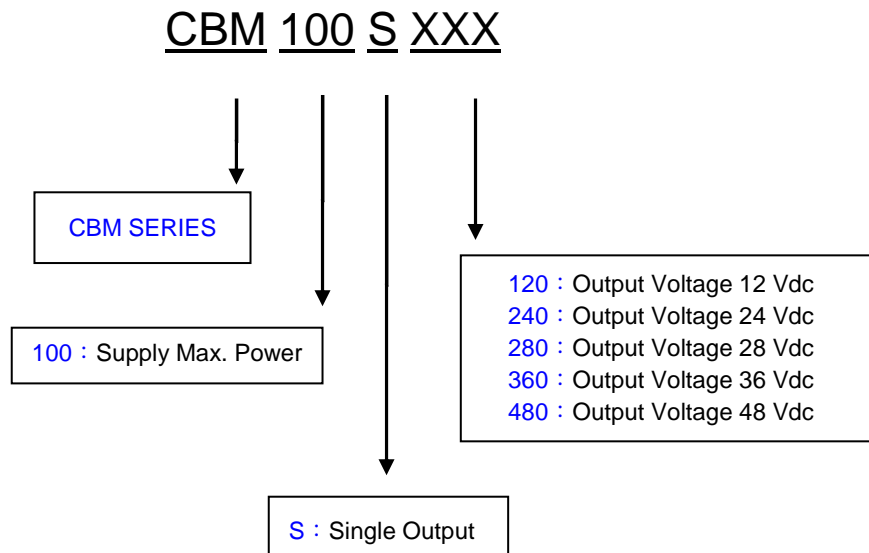 CBM 100 S XXX
CBM SERIES
100：Supply Max. Power
S：Single Output
120：Output Voltage 12 Vdc
240：Output Voltage 24 Vdc
280：Output Voltage 28 Vdc
360：Output Voltage 36 Vdc
480：Output Voltage 48 Vdc